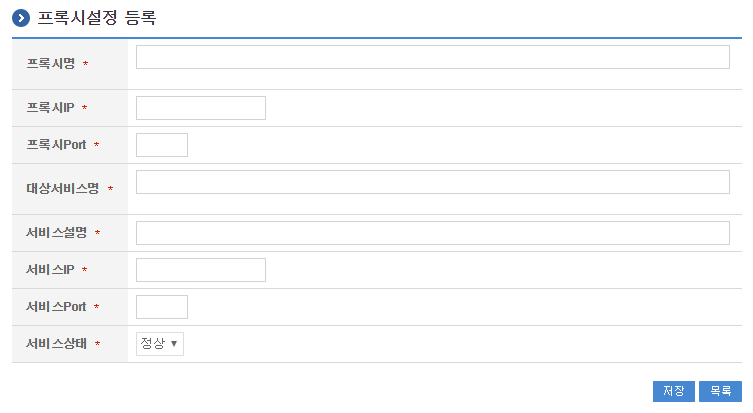 프록시설정 등록
프록시명 *
프록시IP *
프록시Port *
대상서비스명 *
서비스설명 *
서비스IP *
서비스Port *
서비스상태 * 정상 ▼
저장 목록